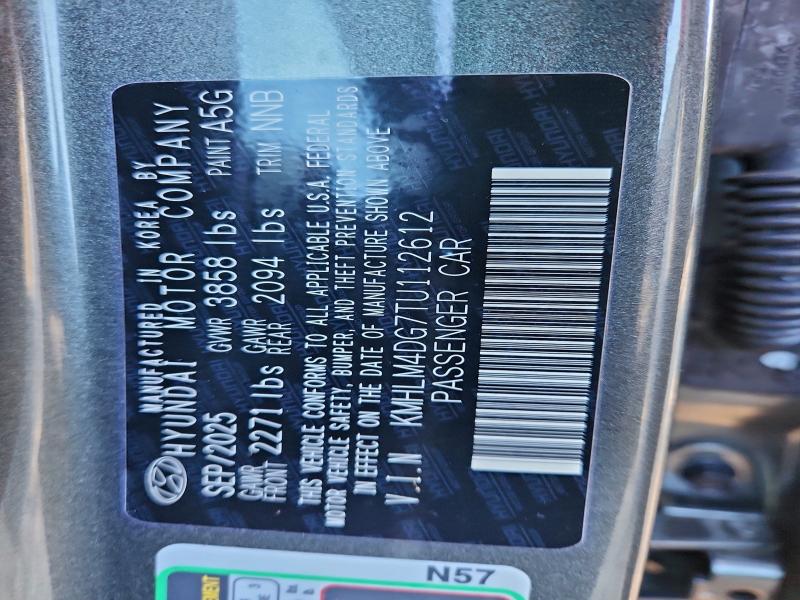 MANUFACTURED IN KOREA BY
HYUNDAI MOTOR COMPANY
SEP/2025 GVWR 3858 lbs PAINT A5G
GAWR FRONT 2271 lbs GAWR REAR 2094 lbs TRIM NNB
THIS VEHICLE CONFORMS TO ALL APPLICABLE U.S.A. FEDERAL
MOTOR VEHICLE SAFETY, BUMPER, AND THEFT PREVENTION STANDARDS
IN EFFECT ON THE DATE OF MANUFACTURE SHOWN ABOVE
V.I.N KMHLM4DG7TU112612
PASSENGER CAR
N57